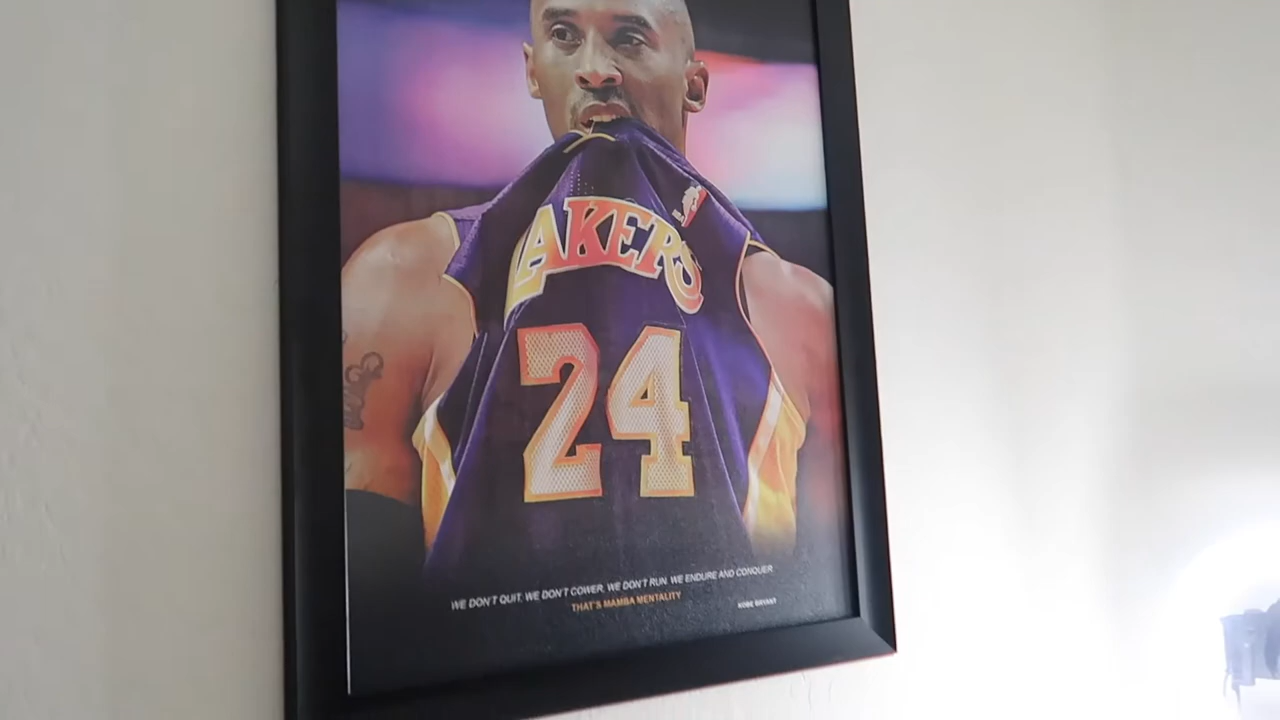 LAKERS
24
WE DON'T QUIT, WE DON'T COWER, WE DON'T RUN. WE ENDURE AND CONQUER
THAT'S MAMBA MENTALITY
KOBE BRYANT